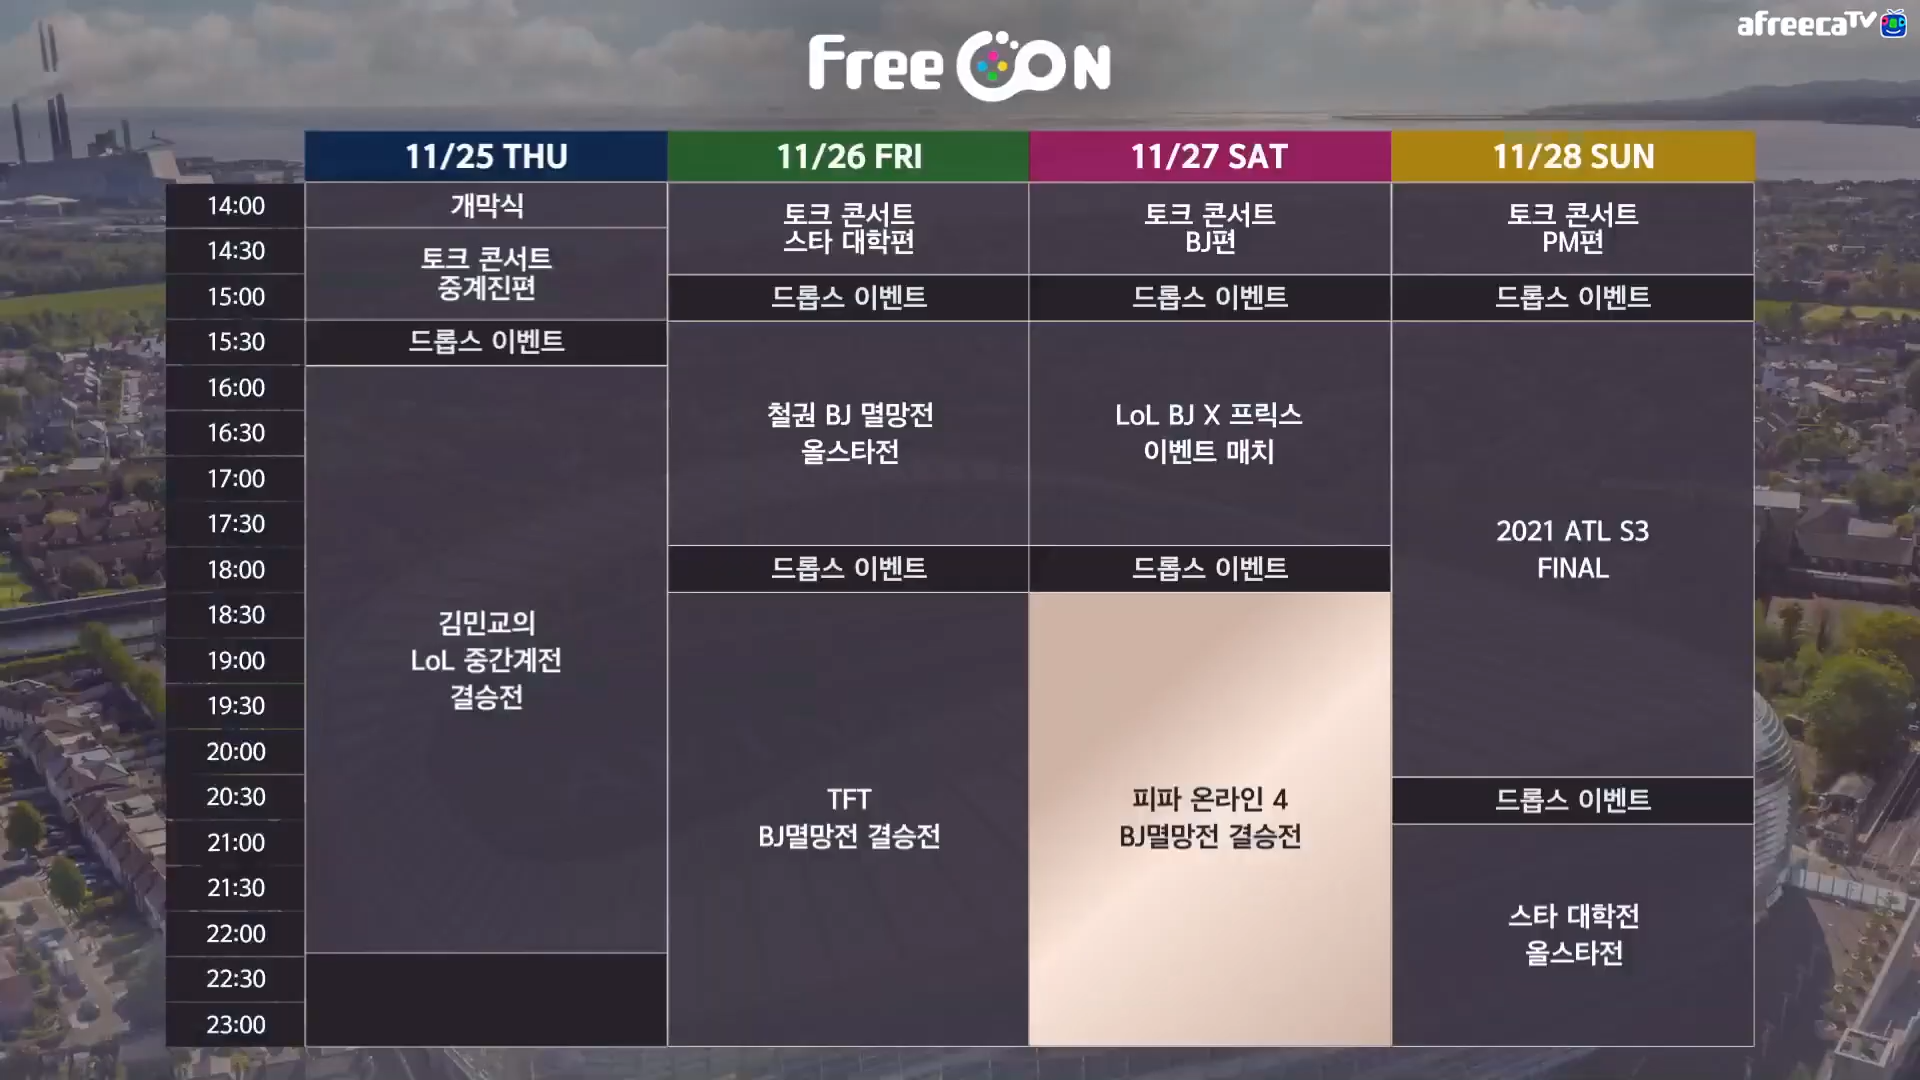 afreecaTV
Free CON
11/25 THU 11/26 FRI 11/27 SAT 11/28 SUN
14:00
14:30
15:00
15:30
16:00
16:30
17:00
17:30
18:00
18:30
19:00
19:30
20:00
20:30
21:00
21:30
22:00
22:30
23:00
개막식
토크 콘서트
중계진편
드롭스 이벤트
김민교의
LoL 중간계전
결승전
토크 콘서트
스타 대학편
드롭스 이벤트
철권 BJ 멸망전
올스타전
드롭스 이벤트
TFT
BJ멸망전 결승전
토크 콘서트
BJ편
드롭스 이벤트
LoL BJ X 프릭스
이벤트 매치
드롭스 이벤트
피파 온라인 4
BJ멸망전 결승전
토크 콘서트
PM편
드롭스 이벤트
2021 ATL S3
FINAL
드롭스 이벤트
스타 대학전
올스타전